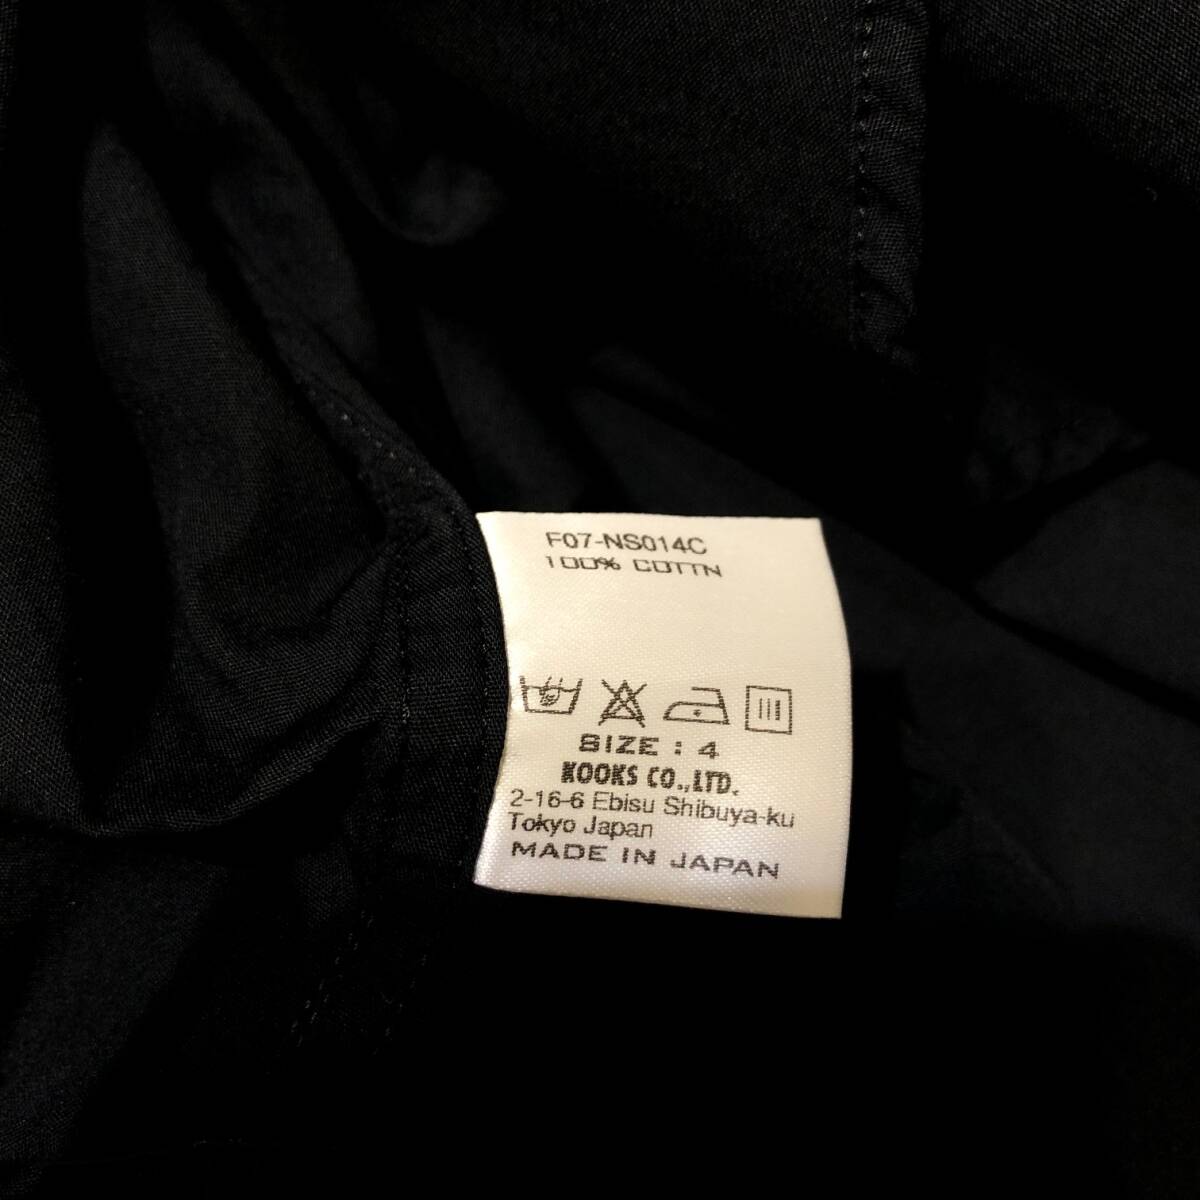 F07-NS014C
100% COTTN
SIZE : 4
KOOKS CO.,LTD.
2-16-6 Ebisu Shibuya-ku
Tokyo Japan
MADE IN JAPAN